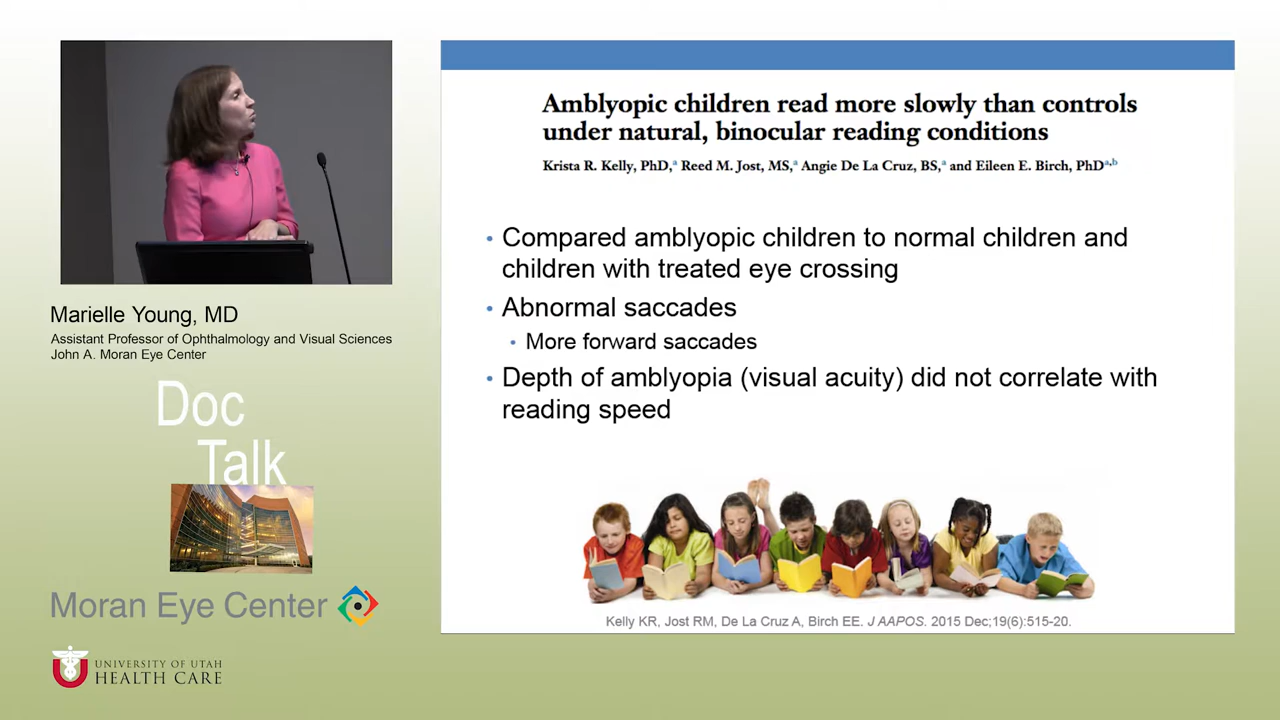 Marielle Young, MD
Assistant Professor of Ophthalmology and Visual Sciences
John A. Moran Eye Center
Doc
Talk
Moran Eye Center
UNIVERSITY OF UTAH
HEALTH CARE
Amblyopic children read more slowly than controls
under natural, binocular reading conditions
Krista R. Kelly, PhD,ᵃ Reed M. Jost, MS,ᵃ Angie De La Cruz, BS,ᵃ and Eileen E. Birch, PhDᵃ,ᵇ
• Compared amblyopic children to normal children and
children with treated eye crossing
• Abnormal saccades
• More forward saccades
• Depth of amblyopia (visual acuity) did not correlate with
reading speed
Kelly KR, Jost RM, De La Cruz A, Birch EE. J AAPOS. 2015 Dec;19(6):515-20.